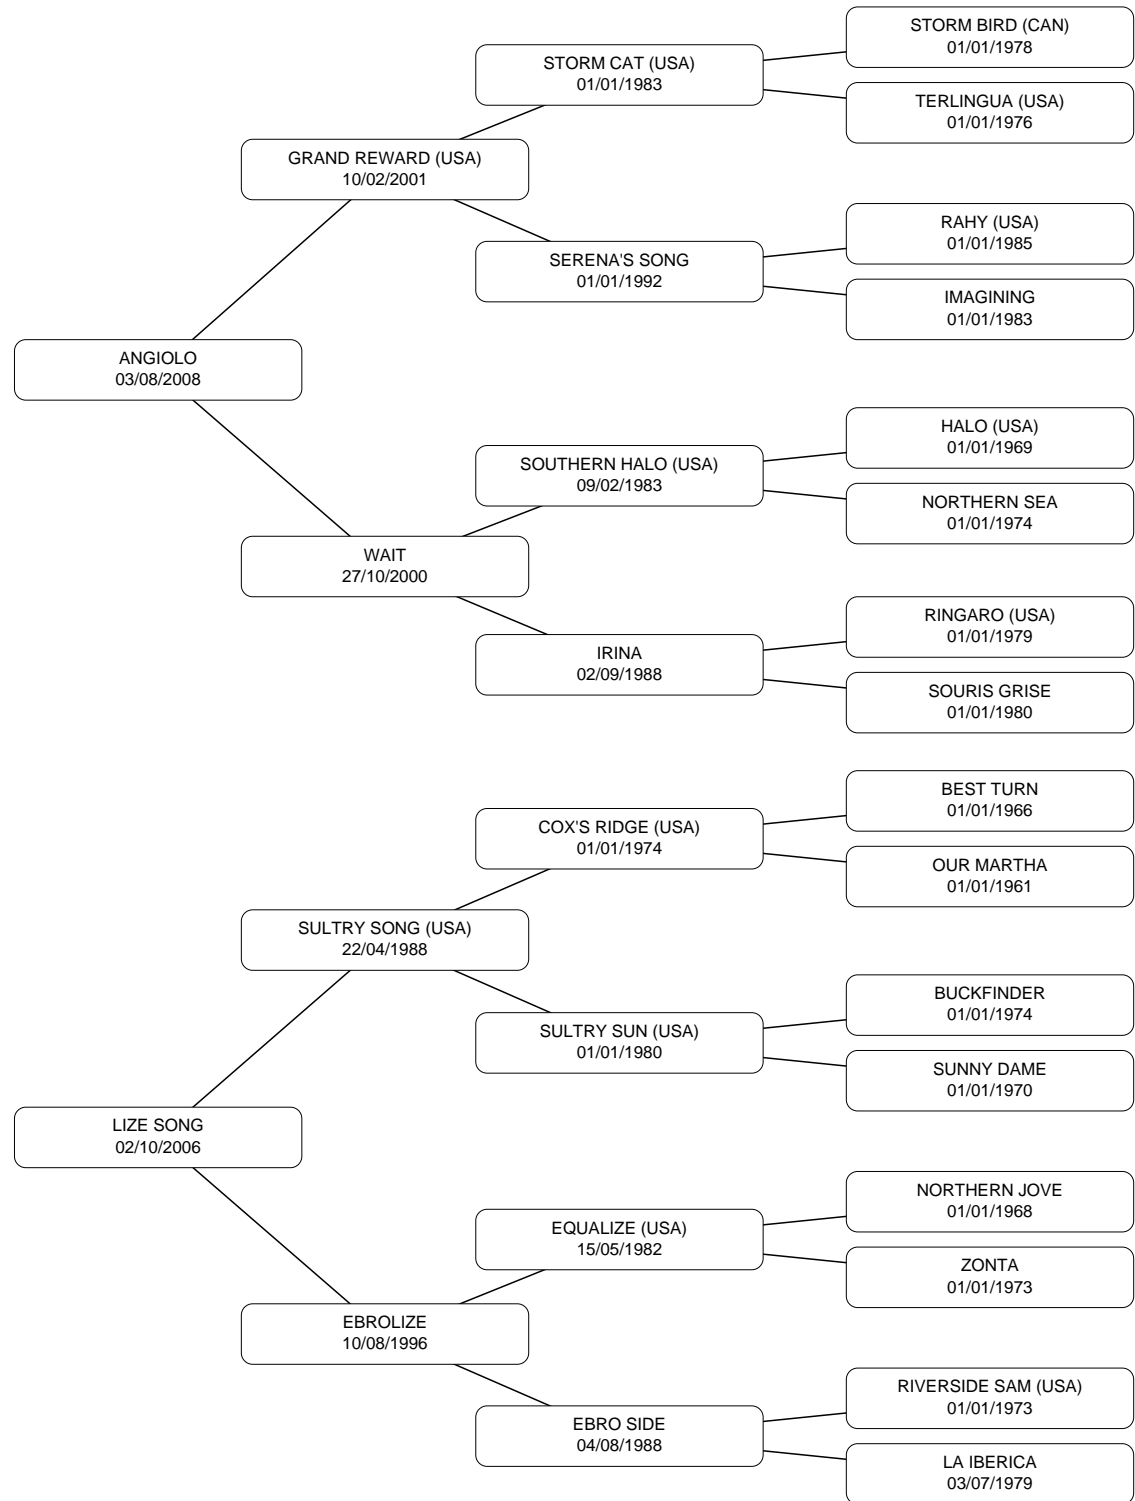 STORM BIRD (CAN)
01/01/1978
STORM CAT (USA)
01/01/1983
TERLINGUA (USA)
01/01/1976
GRAND REWARD (USA)
10/02/2001
RAHY (USA)
01/01/1985
SERENA'S SONG
01/01/1992
IMAGINING
01/01/1983
ANGIOLO
03/08/2008
HALO (USA)
01/01/1969
SOUTHERN HALO (USA)
09/02/1983
NORTHERN SEA
01/01/1974
WAIT
27/10/2000
RINGARO (USA)
01/01/1979
IRINA
02/09/1988
SOURIS GRISE
01/01/1980
BEST TURN
01/01/1966
COX'S RIDGE (USA)
01/01/1974
OUR MARTHA
01/01/1961
SULTRY SONG (USA)
22/04/1988
BUCKFINDER
01/01/1974
SULTRY SUN (USA)
01/01/1980
SUNNY DAME
01/01/1970
LIZE SONG
02/10/2006
NORTHERN JOVE
01/01/1968
EQUALIZE (USA)
15/05/1982
ZONTA
01/01/1973
EBROLIZE
10/08/1996
RIVERSIDE SAM (USA)
01/01/1973
EBRO SIDE
04/08/1988
LA IBERICA
03/07/1979